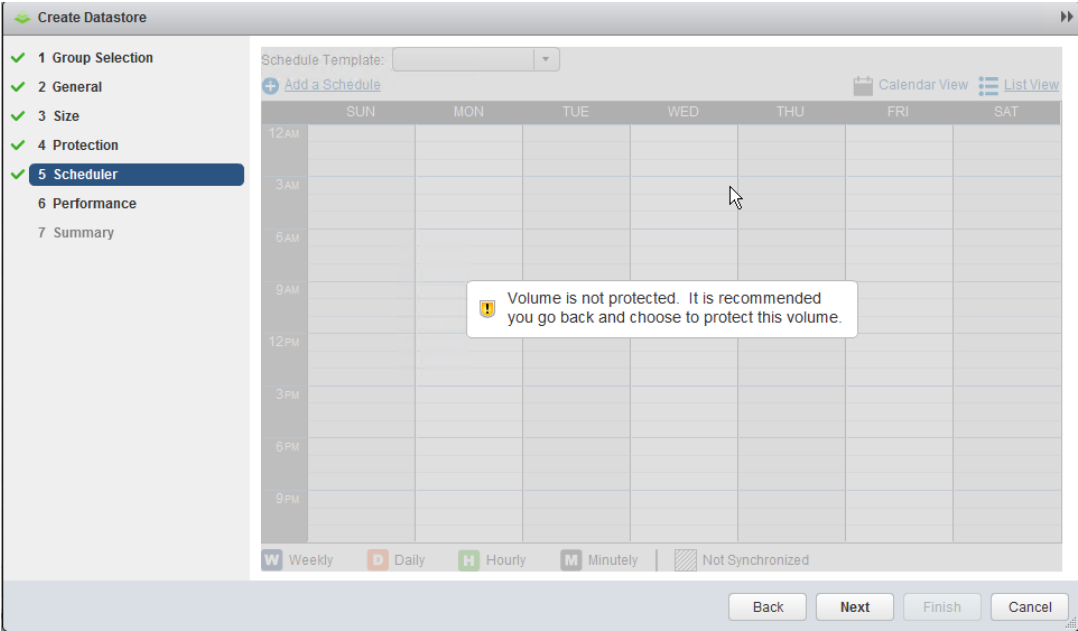 Create Datastore
1 Group Selection
2 General
3 Size
4 Protection
5 Scheduler
6 Performance
7 Summary
Schedule Template:
Add a Schedule
Calendar View
List View
SUN MON TUE WED THU FRI SAT
12AM
3AM
6AM
9AM
12PM
3PM
6PM
9PM
Volume is not protected. It is recommended
you go back and choose to protect this volume.
W Weekly D Daily H Hourly M Minutely Not Synchronized
Back Next Finish Cancel